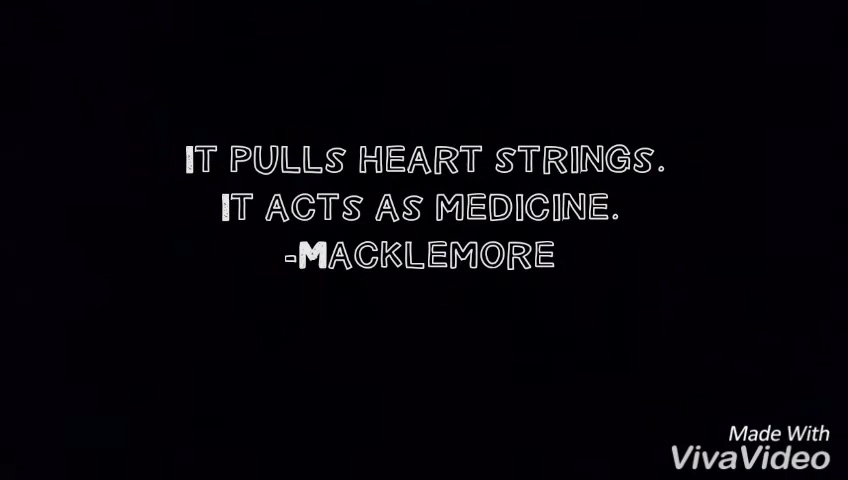 It pulls heart strings.
It acts as medicine.
-Macklemore
Made With
VivaVideo